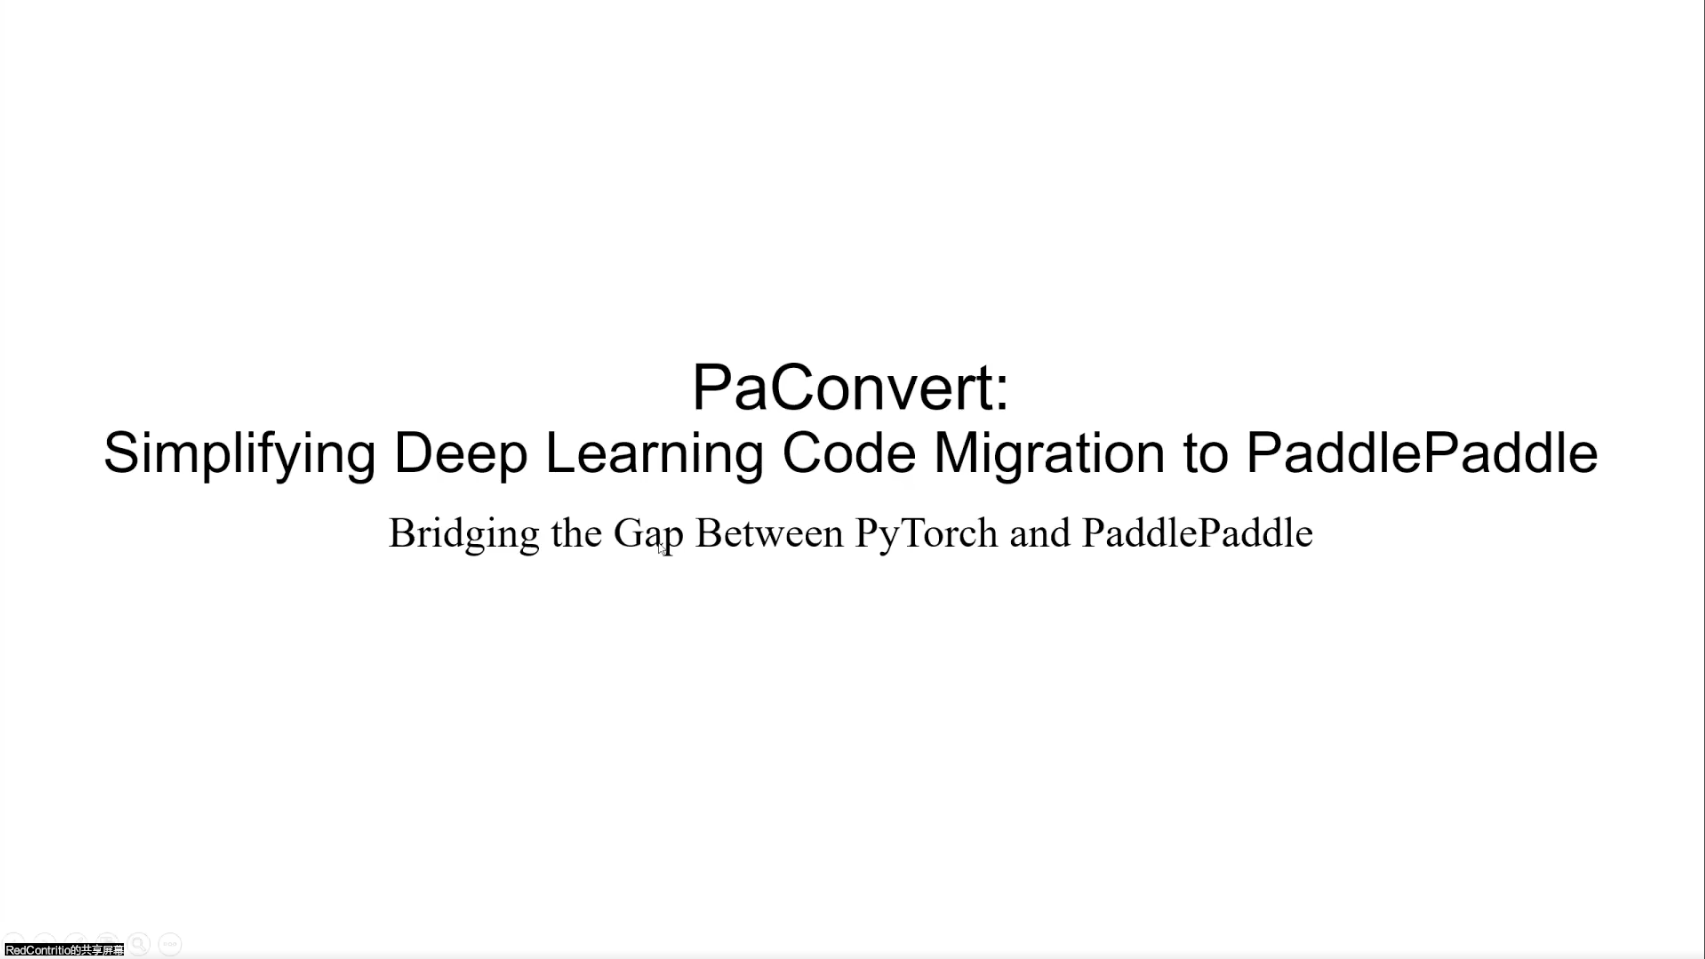 PaConvert:
Simplifying Deep Learning Code Migration to PaddlePaddle
Bridging the Gap Between PyTorch and PaddlePaddle
RedContritio的共享屏幕